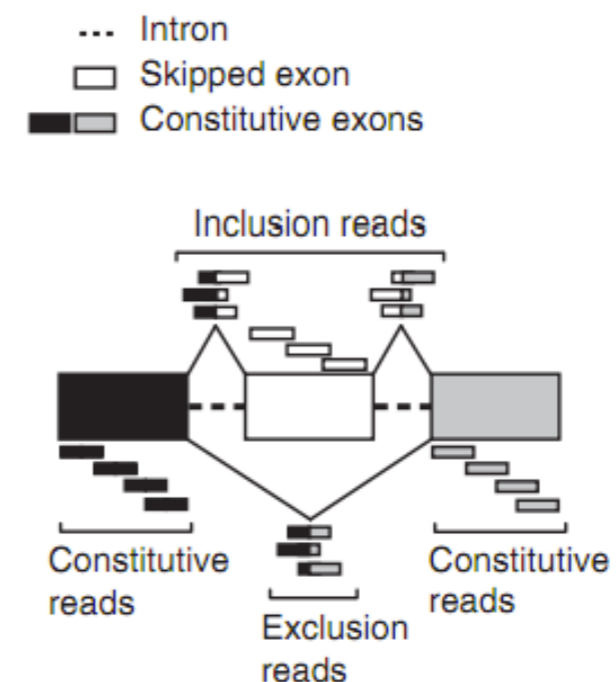 Intron
Skipped exon
Constitutive exons
Inclusion reads
Constitutive
reads
Exclusion
reads
Constitutive
reads